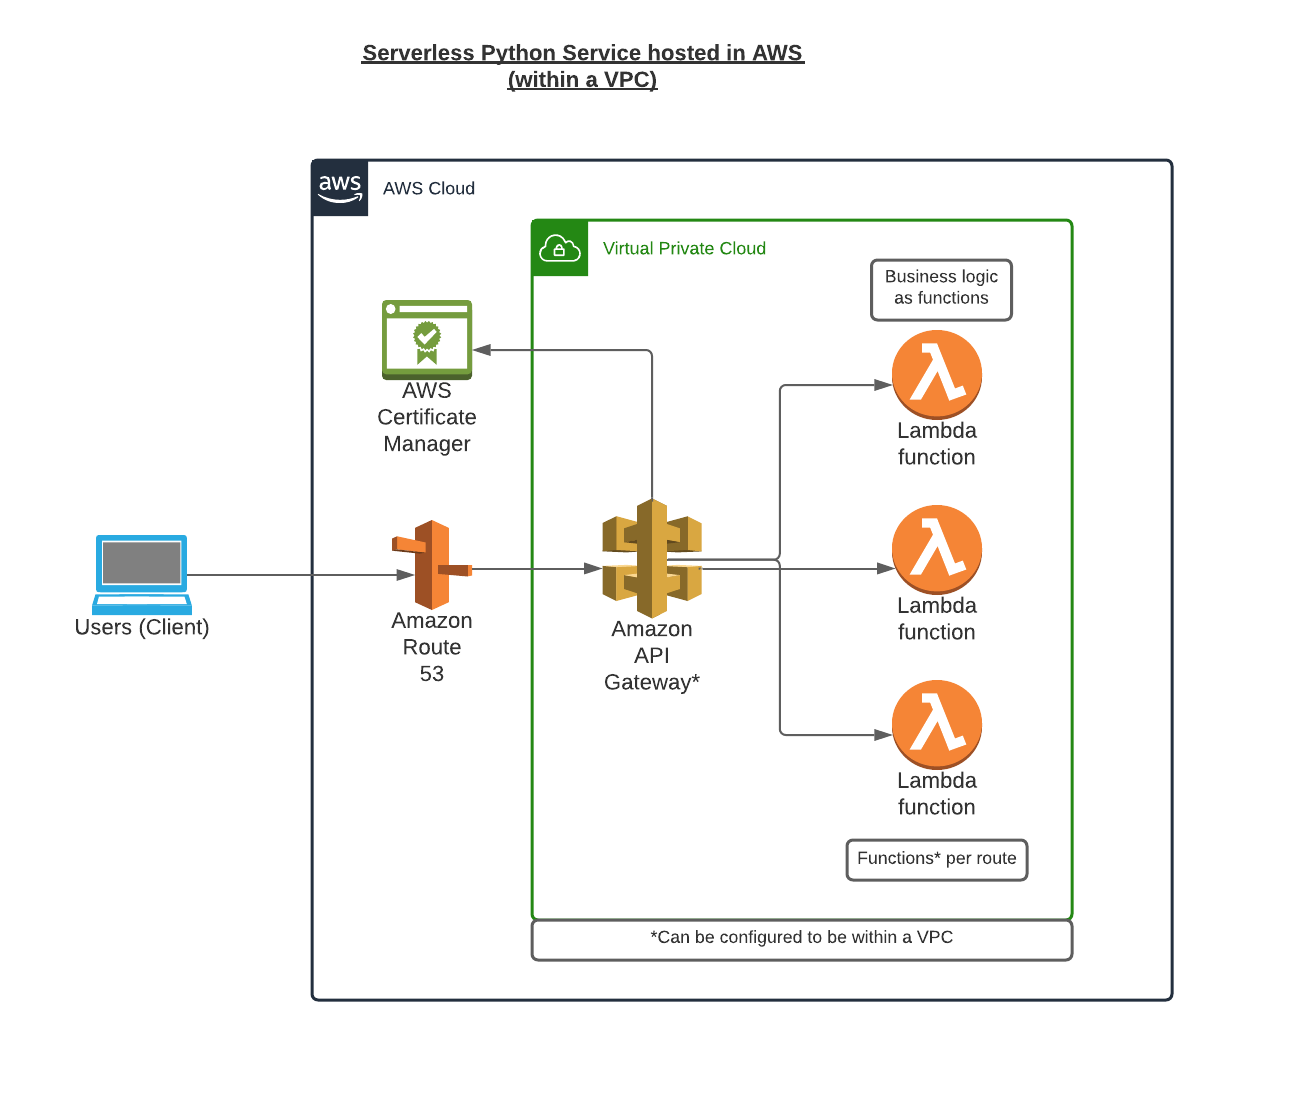 Serverless Python Service hosted in AWS
(within a VPC)
aws
AWS Cloud
Virtual Private Cloud
Business logic
as functions
AWS
Certificate
Manager
Lambda
function
Users (Client)
Amazon
Route
53
Amazon
API
Gateway*
Lambda
function
Lambda
function
Functions* per route
*Can be configured to be within a VPC